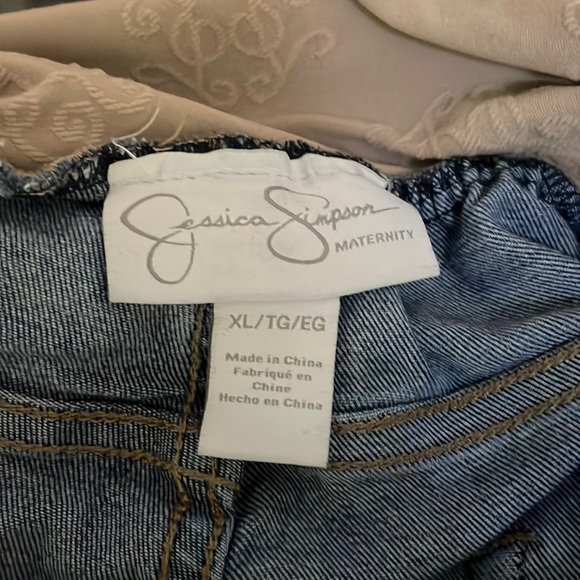 Jessica Simpson
MATERNITY
XL/TG/EG
Made in China
Fabriqué en
Chine
Hecho en China